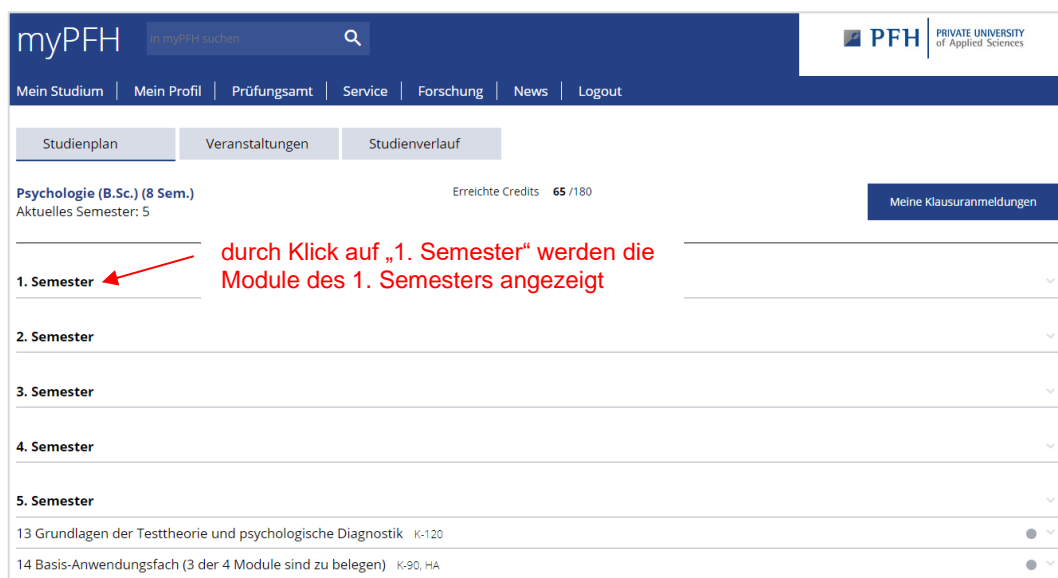 myPFH
in myPFH suchen
PFH PRIVATE UNIVERSITY
of Applied Sciences
Mein Studium Mein Profil Prüfungsamt Service Forschung News Logout
Studienplan Veranstaltungen Studienverlauf
Psychologie (B.Sc.) (8 Sem.) Erreichte Credits 65 /180
Aktuelles Semester: 5
Meine Klausuranmeldungen
durch Klick auf „1. Semester“ werden die
Module des 1. Semesters angezeigt
1. Semester
2. Semester
3. Semester
4. Semester
5. Semester
13 Grundlagen der Testtheorie und psychologische Diagnostik K-120
14 Basis-Anwendungsfach (3 der 4 Module sind zu belegen) K-90, HA